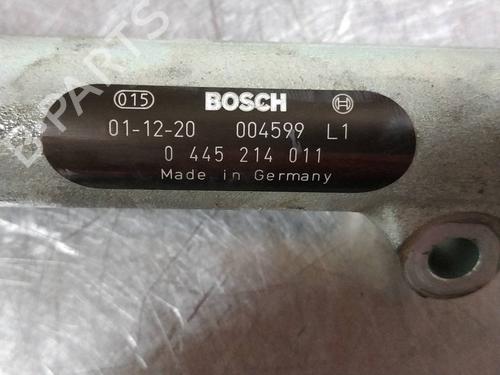 015 BOSCH
01-12-20 004599 L1
0 445 214 011
Made in Germany
B-PARTS